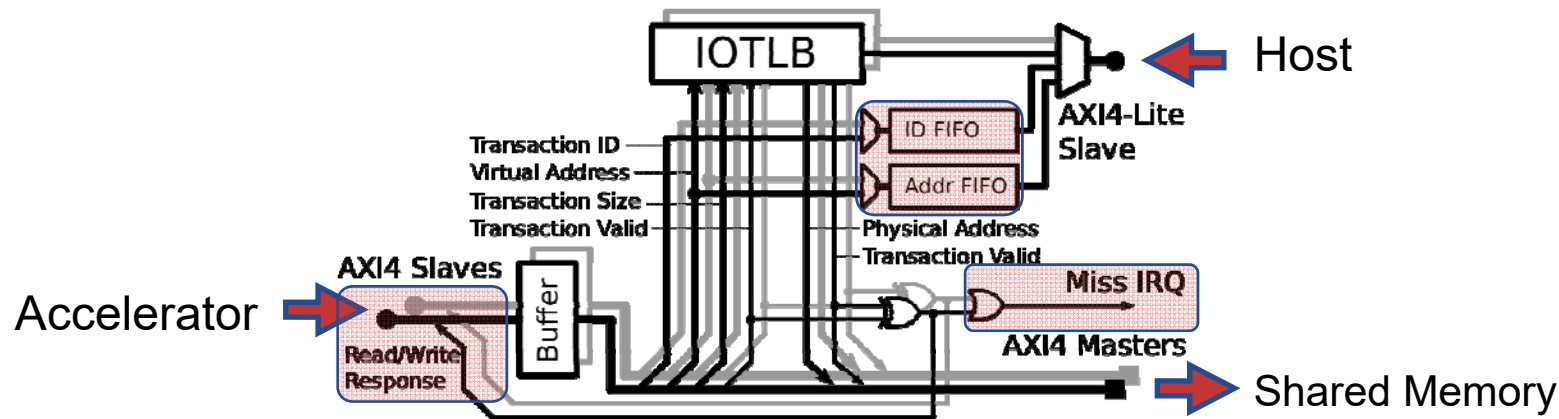 IOTLB
Host
AXI4-Lite
Slave
ID FIFO
Addr FIFO
Transaction ID
Virtual Address
Transaction Size
Transaction Valid
Physical Address
Transaction Valid
AXI4 Slaves
Accelerator
Buffer
Read/Write
Response
Miss IRQ
AXI4 Masters
Shared Memory